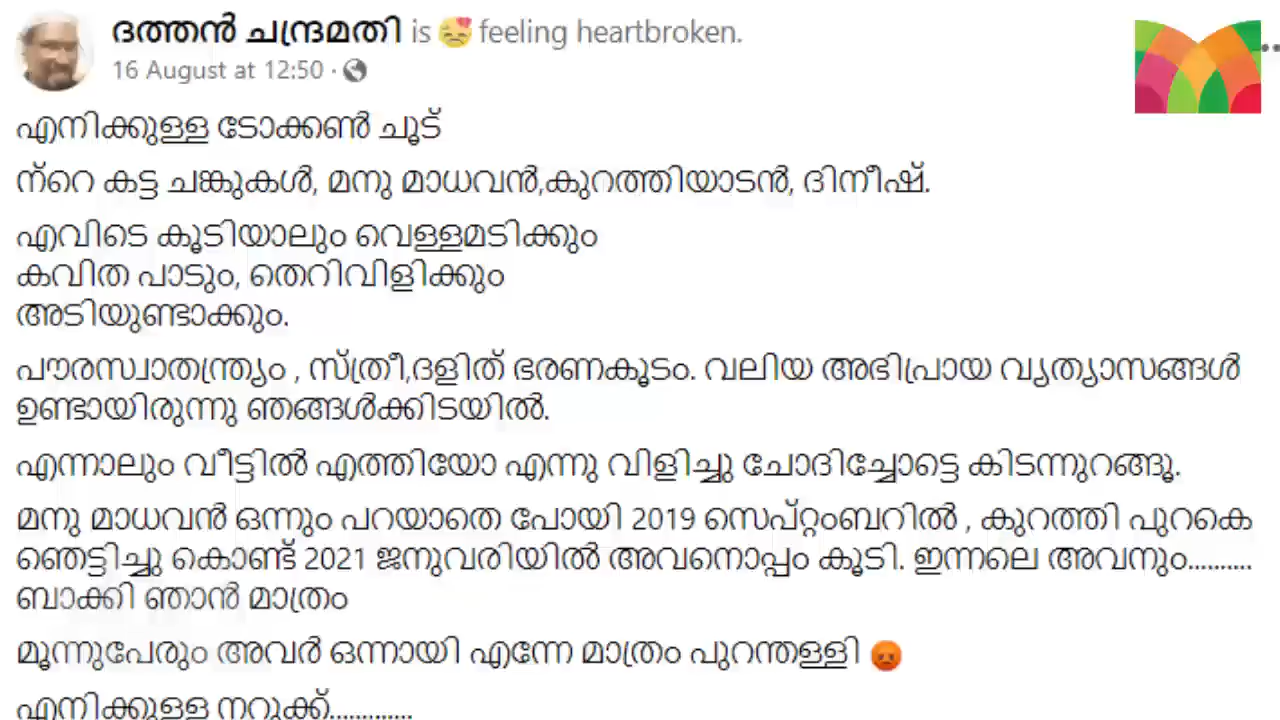 ദത്തൻ ചന്ദ്രമതി is feeling heartbroken.
16 August at 12:50 ·
എനിക്കുള്ള ടോക്കൺ ചൂട്
ന്റെ കട്ട ചങ്കുകൾ, മനു മാധവൻ,കുറത്തിയാടൻ, ദിനീഷ്.
എവിടെ കൂടിയാലും വെള്ളമടിക്കും
കവിത പാടും, തെറിവിളിക്കും
അടിയുണ്ടാക്കും.
പൗരസ്വാതന്ത്ര്യം , സ്ത്രീ,ദളിത് ഭരണകൂടം. വലിയ അഭിപ്രായ വ്യത്യാസങ്ങൾ
ഉണ്ടായിരുന്നു ഞങ്ങൾക്കിടയിൽ.
എന്നാലും വീട്ടിൽ എത്തിയോ എന്നു വിളിച്ചു ചോദിച്ചോട്ടെ കിടന്നുറങ്ങൂ.
മനു മാധവൻ ഒന്നും പറയാതെ പോയി 2019 സെപ്റ്റംബറിൽ , കുറത്തി പുറകെ
ഞെട്ടിച്ചു കൊണ്ട് 2021 ജനുവരിയിൽ അവനൊപ്പം കൂടി. ഇന്നലെ അവനും..........
ബാക്കി ഞാൻ മാത്രം
മൂന്നുപേരും അവർ ഒന്നായി എന്നേ മാത്രം പുറന്തള്ളി 😡
എനിക്കുള്ള നറുക്ക്.............